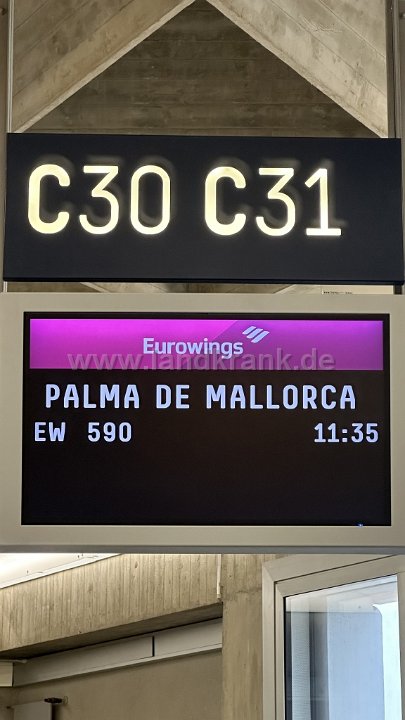 C30 C31
Eurowings
www.landkrank.de
PALMA DE MALLORCA
EW 590 11:35